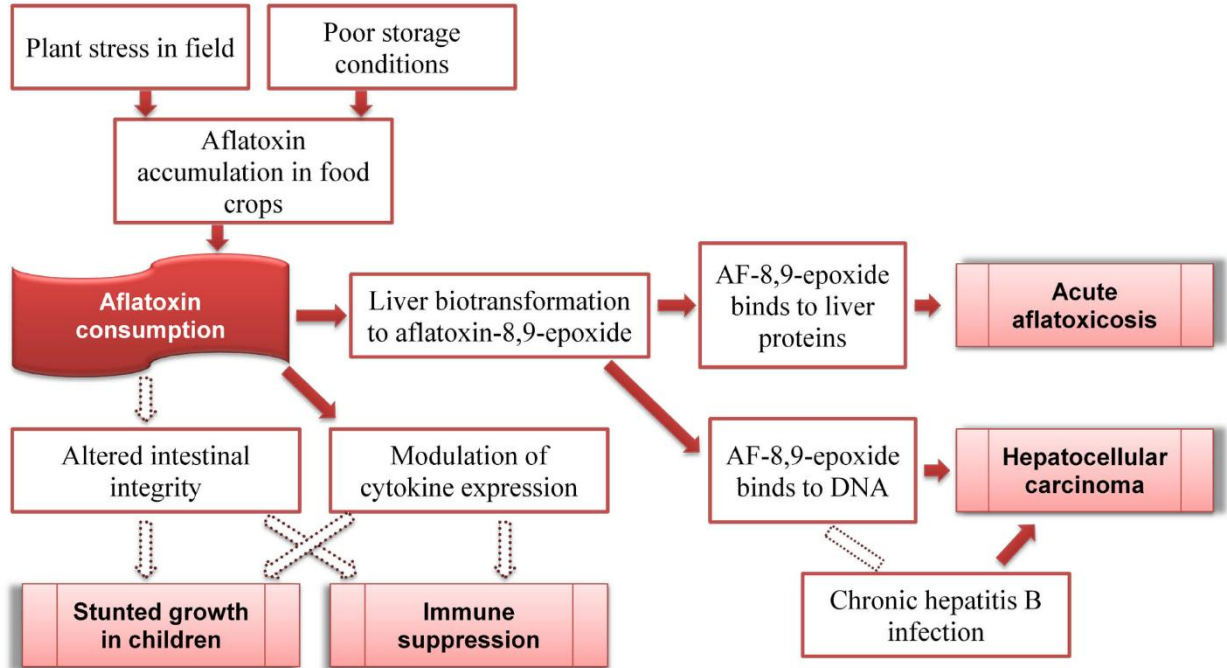 Plant stress in field
Poor storage
conditions
Aflatoxin
accumulation in food
crops
Aflatoxin
consumption
Liver biotransformation
to aflatoxin-8,9-epoxide
AF-8,9-epoxide
binds to liver
proteins
Acute
aflatoxicosis
Altered intestinal
integrity
Modulation of
cytokine expression
AF-8,9-epoxide
binds to DNA
Hepatocellular
carcinoma
Stunted growth
in children
Immune
suppression
Chronic hepatitis B
infection